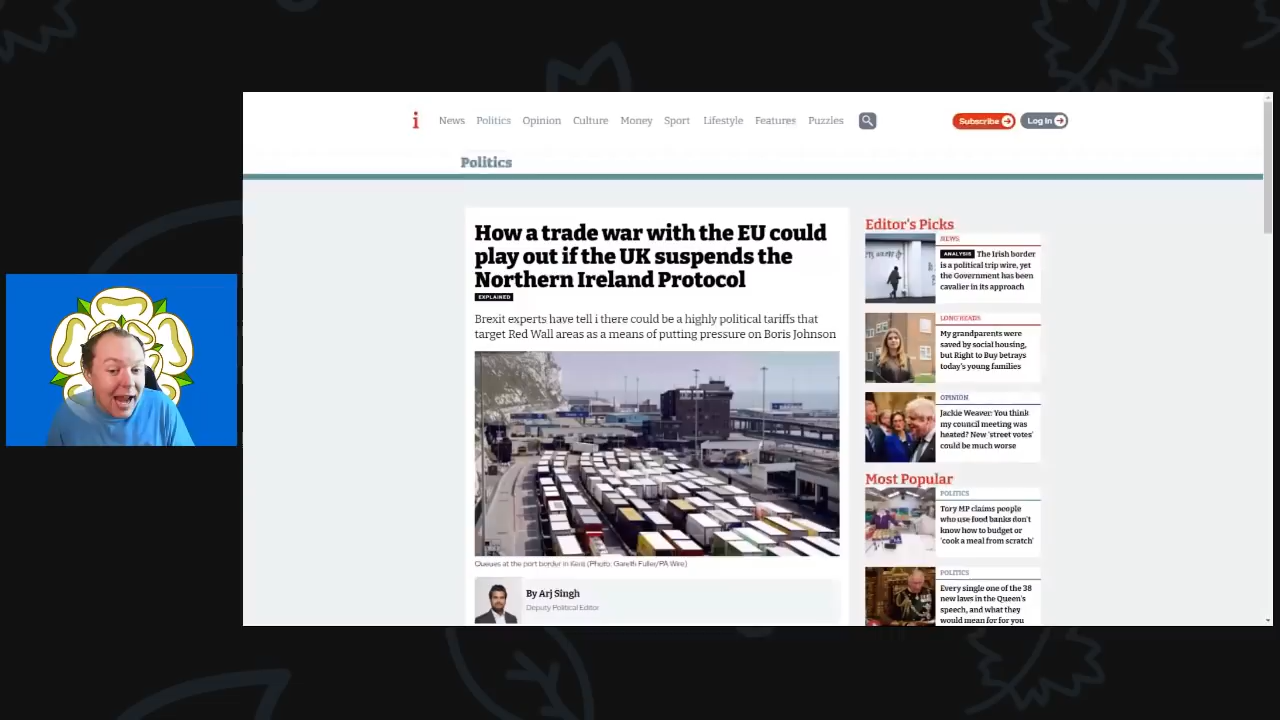 i
News Politics Opinion Culture Money Sport Lifestyle Features Puzzles
Subscribe
Log In
Politics
How a trade war with the EU could
play out if the UK suspends the
Northern Ireland Protocol
EXPLAINED
Brexit experts have tell i there could be a highly political tariffs that
target Red Wall areas as a means of putting pressure on Boris Johnson
Queues at the port border in Kent (Photo: Gareth Fuller/PA Wire)
By Arj Singh
Deputy Political Editor
Editor's Picks
NEWS
ANALYSIS The Irish border
is a political trip wire, yet
the Government has been
cavalier in its approach
LONG READS
My grandparents were
saved by social housing,
but Right to Buy betrays
today's young families
OPINION
Jackie Weaver: You think
my council meeting was
heated? New 'street votes'
could be much worse
Most Popular
POLITICS
Tory MP claims people
who use food banks don't
know how to budget or
'cook a meal from scratch'
POLITICS
Every single one of the 38
new laws in the Queen's
speech, and what they
would mean for for you